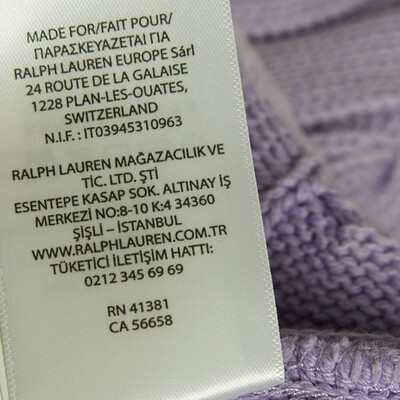 MADE FOR/FAIT POUR/
ΠΑΡΑΣΚΕΥΑΖΕΤΑΙ ΓΙΑ
RALPH LAUREN EUROPE Sárl
24 ROUTE DE LA GALAISE
1228 PLAN-LES-OUATES,
SWITZERLAND
N.I.F. : IT03945310963
RALPH LAUREN MAĞAZACILIK VE
TİC. LTD. ŞTİ
ESENTEPE KASAP SOK. ALTINAY İŞ
MERKEZİ NO:8-10 K:4 34360
ŞİŞLİ – İSTANBUL
WWW.RALPHLAUREN.COM.TR
TÜKETİCİ İLETİŞİM HATTI:
0212 345 69 69
RN 41381
CA 56658